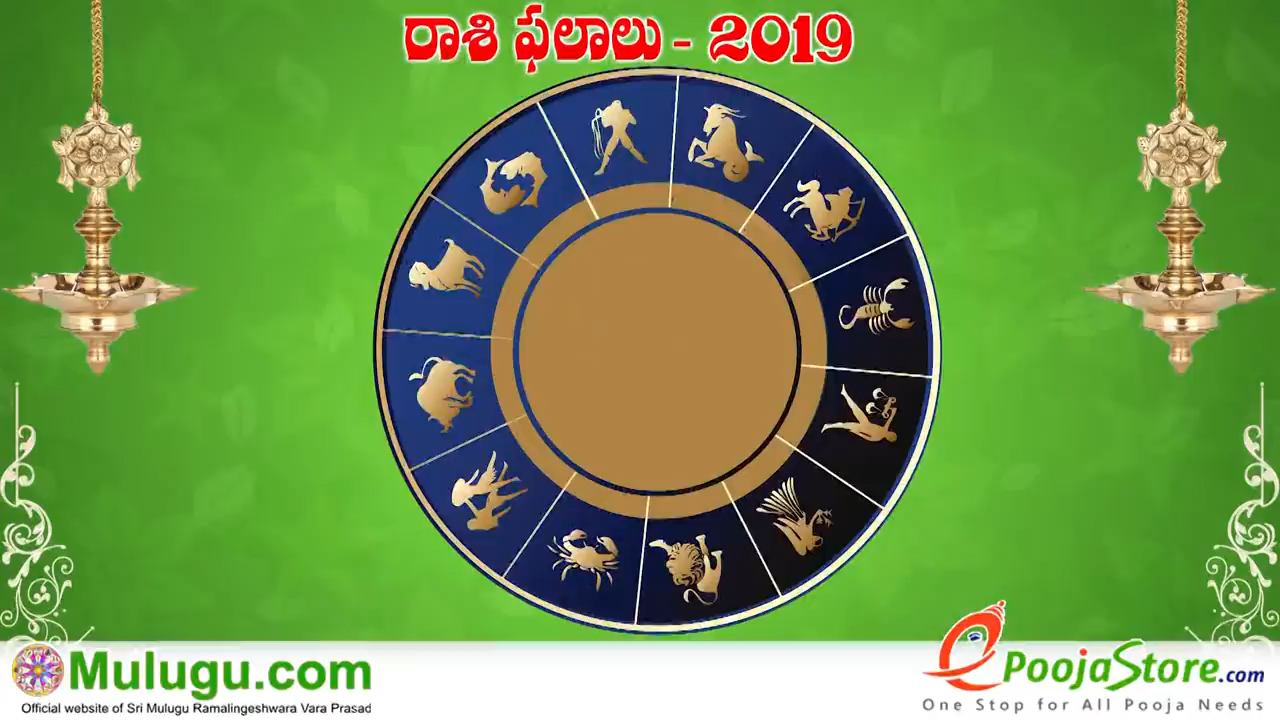 రాశి ఫలాలు - 2019
Mulugu.com
Official website of Sri Mulugu Ramalingeshwara Vara Prasad
ePoojaStore.com
One Stop for All Pooja Needs